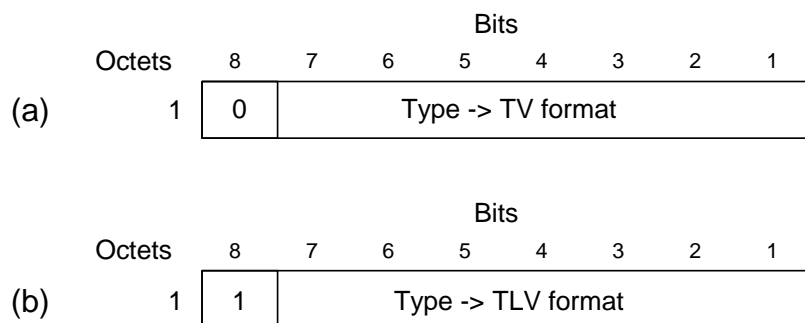 Bits
Octets 8 7 6 5 4 3 2 1
(a) 1 0 Type -> TV format
Bits
Octets 8 7 6 5 4 3 2 1
(b) 1 1 Type -> TLV format